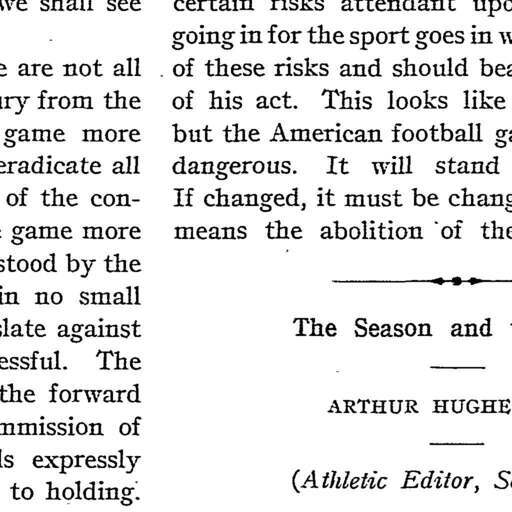 we shall see
e are not all
ury from the
game more
eradicate all
of the con-
e game more
stood by the
in no small
slate against
essful. The
the forward
mmission of
ls expressly
to holding.
certain risks attendant upo
going in for the sport goes in w
of these risks and should bea
of his act. This looks like
but the American football ga
dangerous. It will stand
If changed, it must be chang
means the abolition of the
The Season and
ARTHUR HUGHE
(Athletic Editor, S